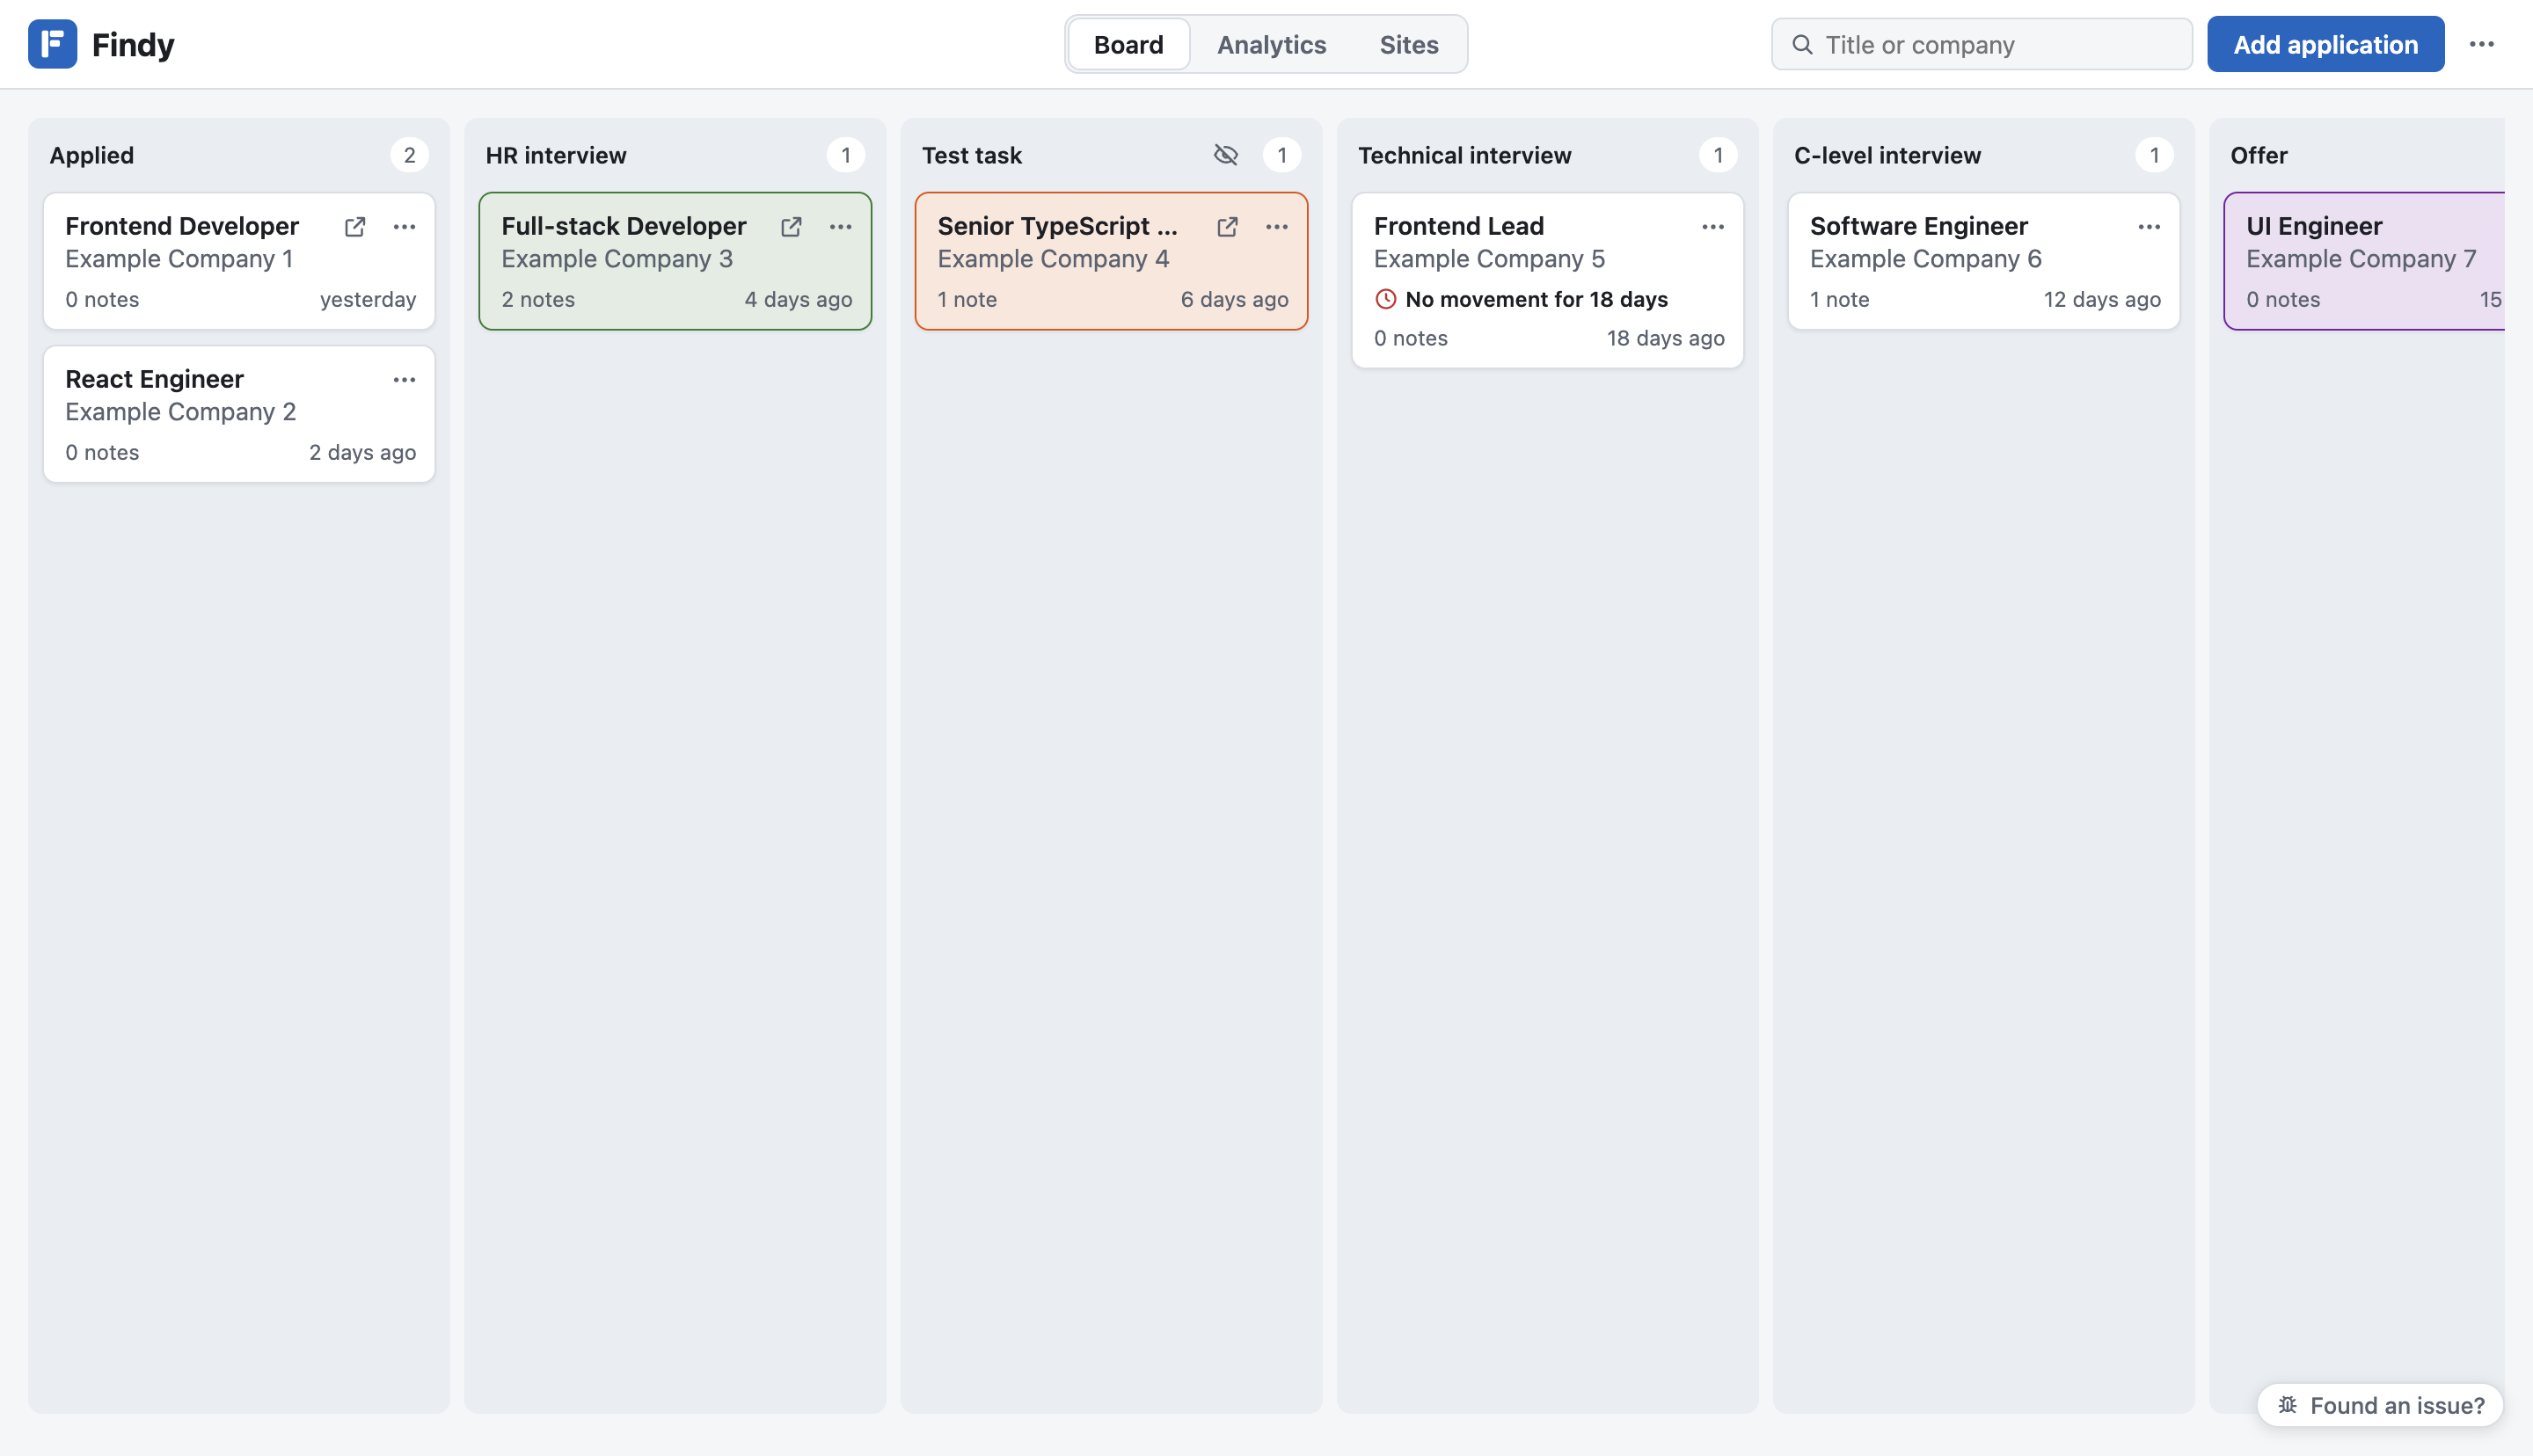 Findy
Board
Analytics
Sites
Title or company
Add application
Applied
2
Frontend Developer
Example Company 1
0 notes
yesterday
React Engineer
Example Company 2
0 notes
2 days ago
HR interview
1
Full-stack Developer
Example Company 3
2 notes
4 days ago
Test task
1
Senior TypeScript ...
Example Company 4
1 note
6 days ago
Technical interview
1
Frontend Lead
Example Company 5
No movement for 18 days
0 notes
18 days ago
C-level interview
1
Software Engineer
Example Company 6
1 note
12 days ago
Offer
UI Engineer
Example Company 7
0 notes
15
Found an issue?